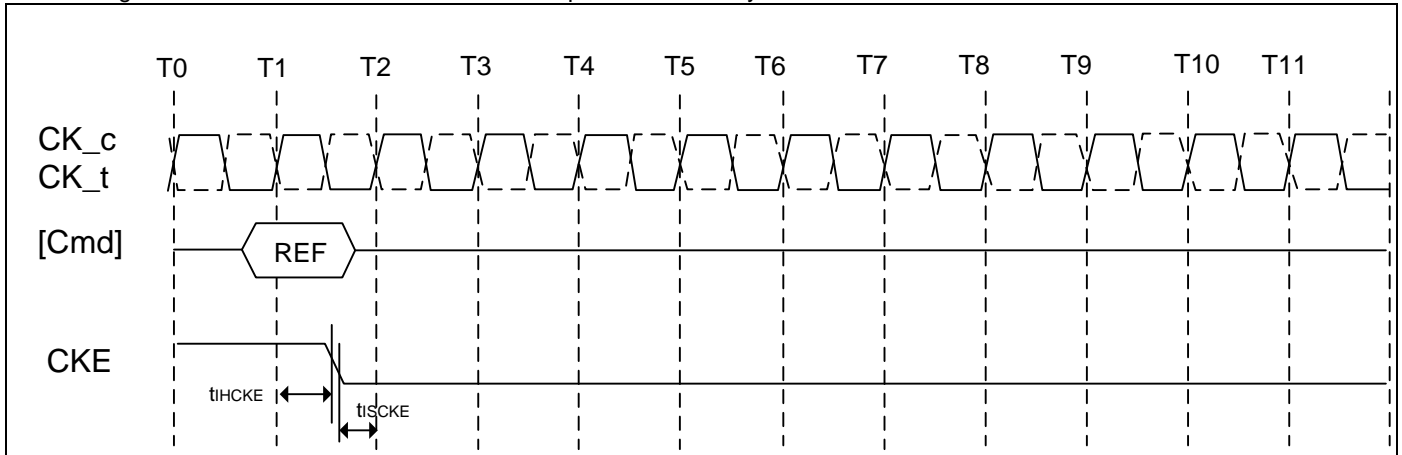 T0 T1 T2 T3 T4 T5 T6 T7 T8 T9 T10 T11
CK_c
CK_t
[Cmd] REF
CKE
tIHCKE
tISCKE